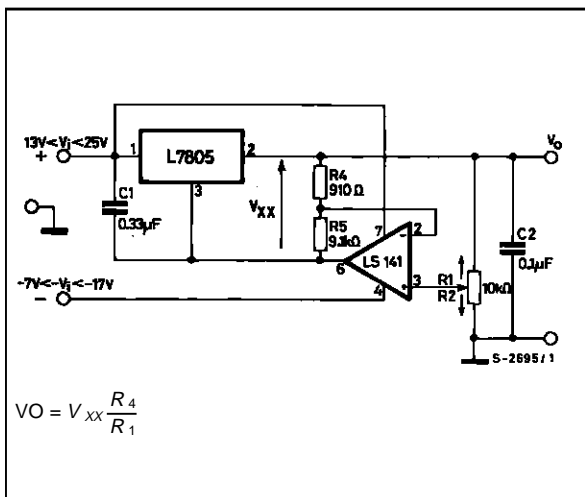 13V<Vi<25V
+
1
L7805
2
3
C1
0.33µF
VXX
R4
910Ω
R5
9.1kΩ
7
2
-
LS 141
6
+
3
4
R1
R2
10kΩ
C2
0.1µF
VO
-7V<-Vi<-17V
-
S-2695/1
VO = VXX R4/R1